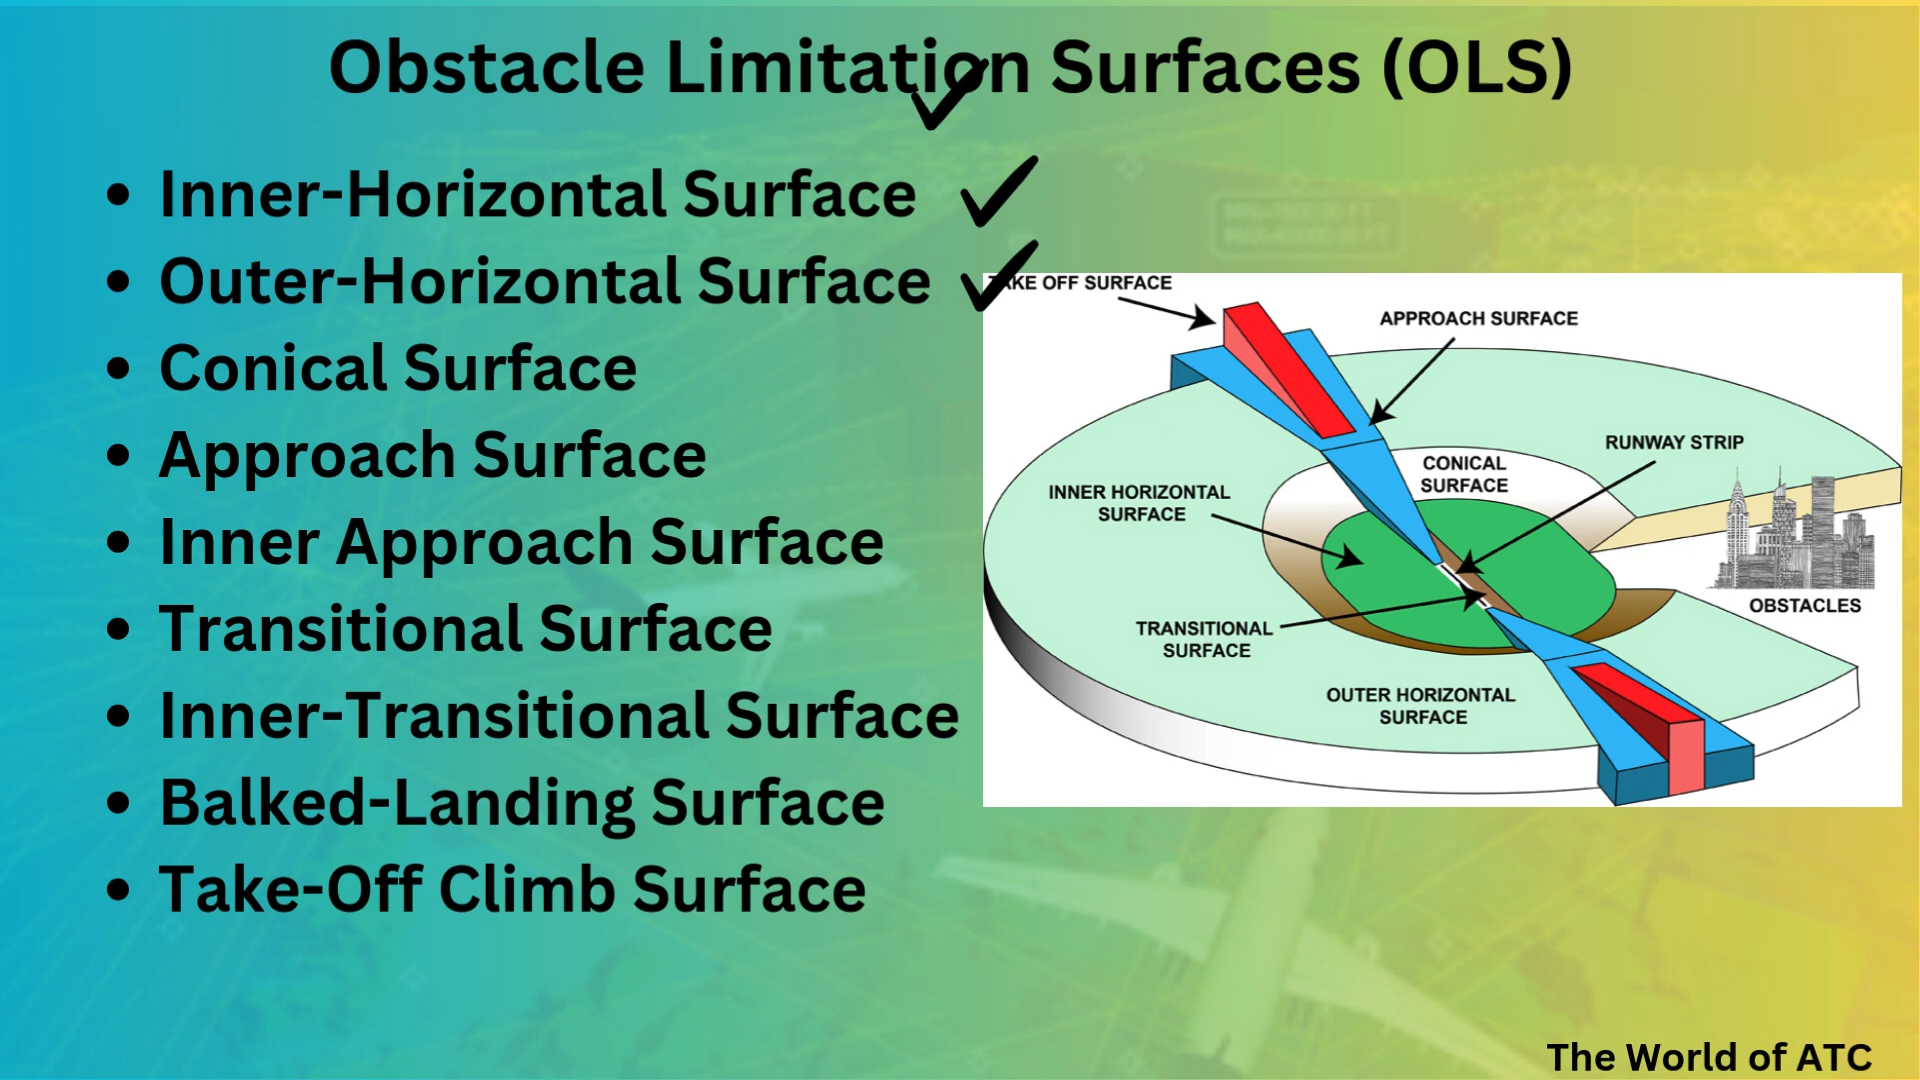 Obstacle Limitation Surfaces (OLS)
• Inner-Horizontal Surface
• Outer-Horizontal Surface
• Conical Surface
• Approach Surface
• Inner Approach Surface
• Transitional Surface
• Inner-Transitional Surface
• Balked-Landing Surface
• Take-Off Climb Surface
TAKE OFF SURFACE
APPROACH SURFACE
RUNWAY STRIP
CONICAL
SURFACE
INNER HORIZONTAL
SURFACE
OBSTACLES
TRANSITIONAL
SURFACE
OUTER HORIZONTAL
SURFACE
The World of ATC